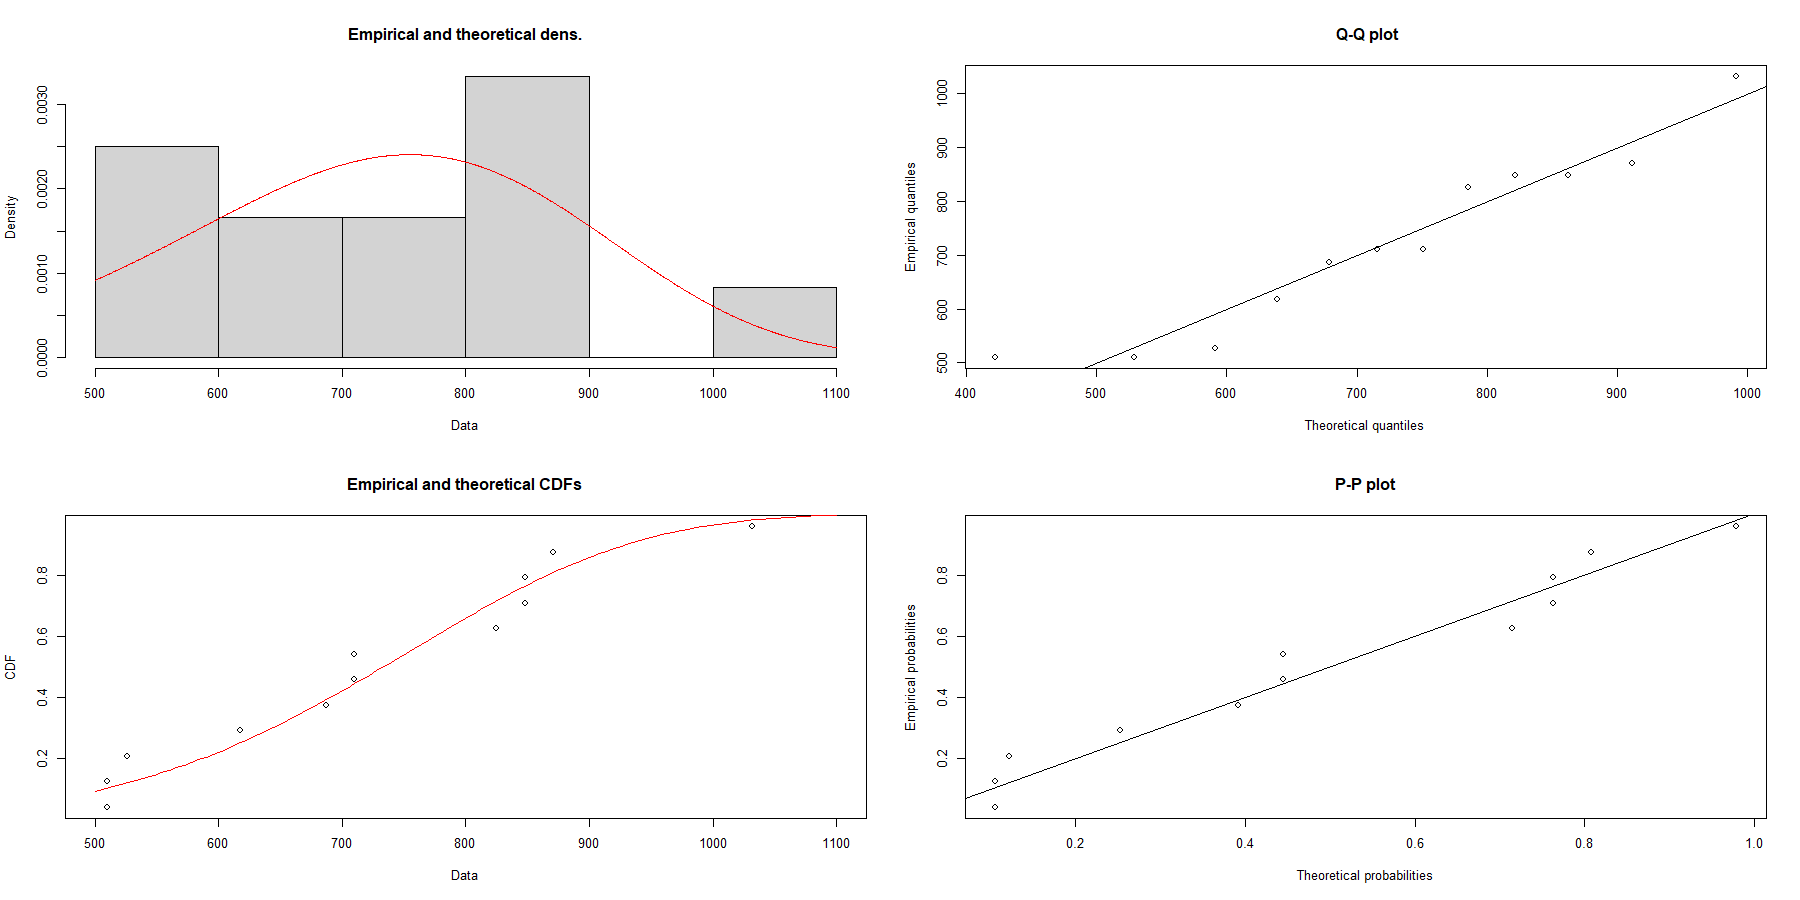 Empirical and theoretical dens.
Density
0.0000 0.0010 0.0020 0.0030
500 600 700 800 900 1000 1100
Data
Q-Q plot
Empirical quantiles
500 600 700 800 900 1000
400 500 600 700 800 900 1000
Theoretical quantiles
Empirical and theoretical CDFs
CDF
0.2 0.4 0.6 0.8
500 600 700 800 900 1000 1100
Data
P-P plot
Empirical probabilities
0.2 0.4 0.6 0.8
0.2 0.4 0.6 0.8 1.0
Theoretical probabilities